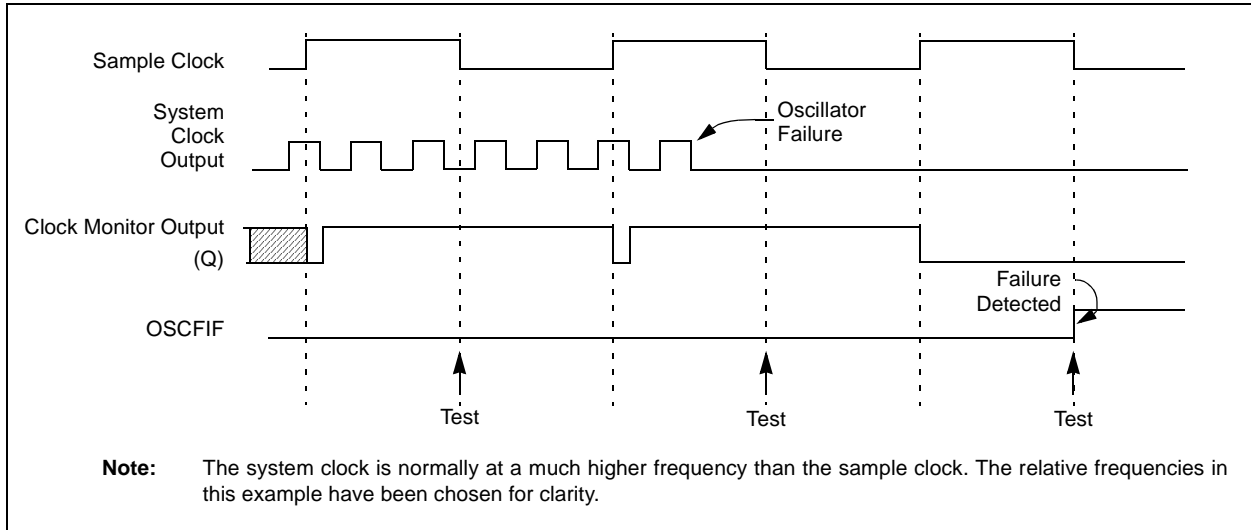 Sample Clock
System
Clock
Output
Oscillator
Failure
Clock Monitor Output
(Q)
Failure
Detected
OSCFIF
Test
Test
Test
Note: The system clock is normally at a much higher frequency than the sample clock. The relative frequencies in
this example have been chosen for clarity.